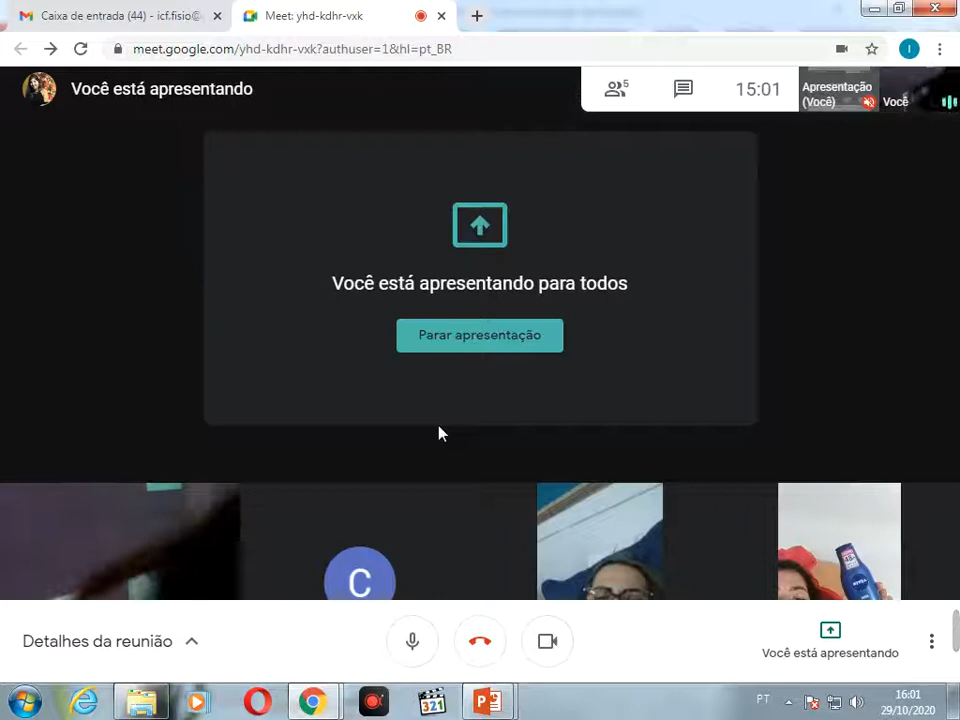 Caixa de entrada (44) - icf.fisio@
Meet: yhd-kdhr-vxk
meet.google.com/yhd-kdhr-vxk?authuser=1&hl=pt_BR
I
Você está apresentando
5
15:01
Apresentação
(Você)
Você
Você está apresentando para todos
Parar apresentação
C
NIVEA
Detalhes da reunião
Você está apresentando
321
PT
16:01
29/10/2020